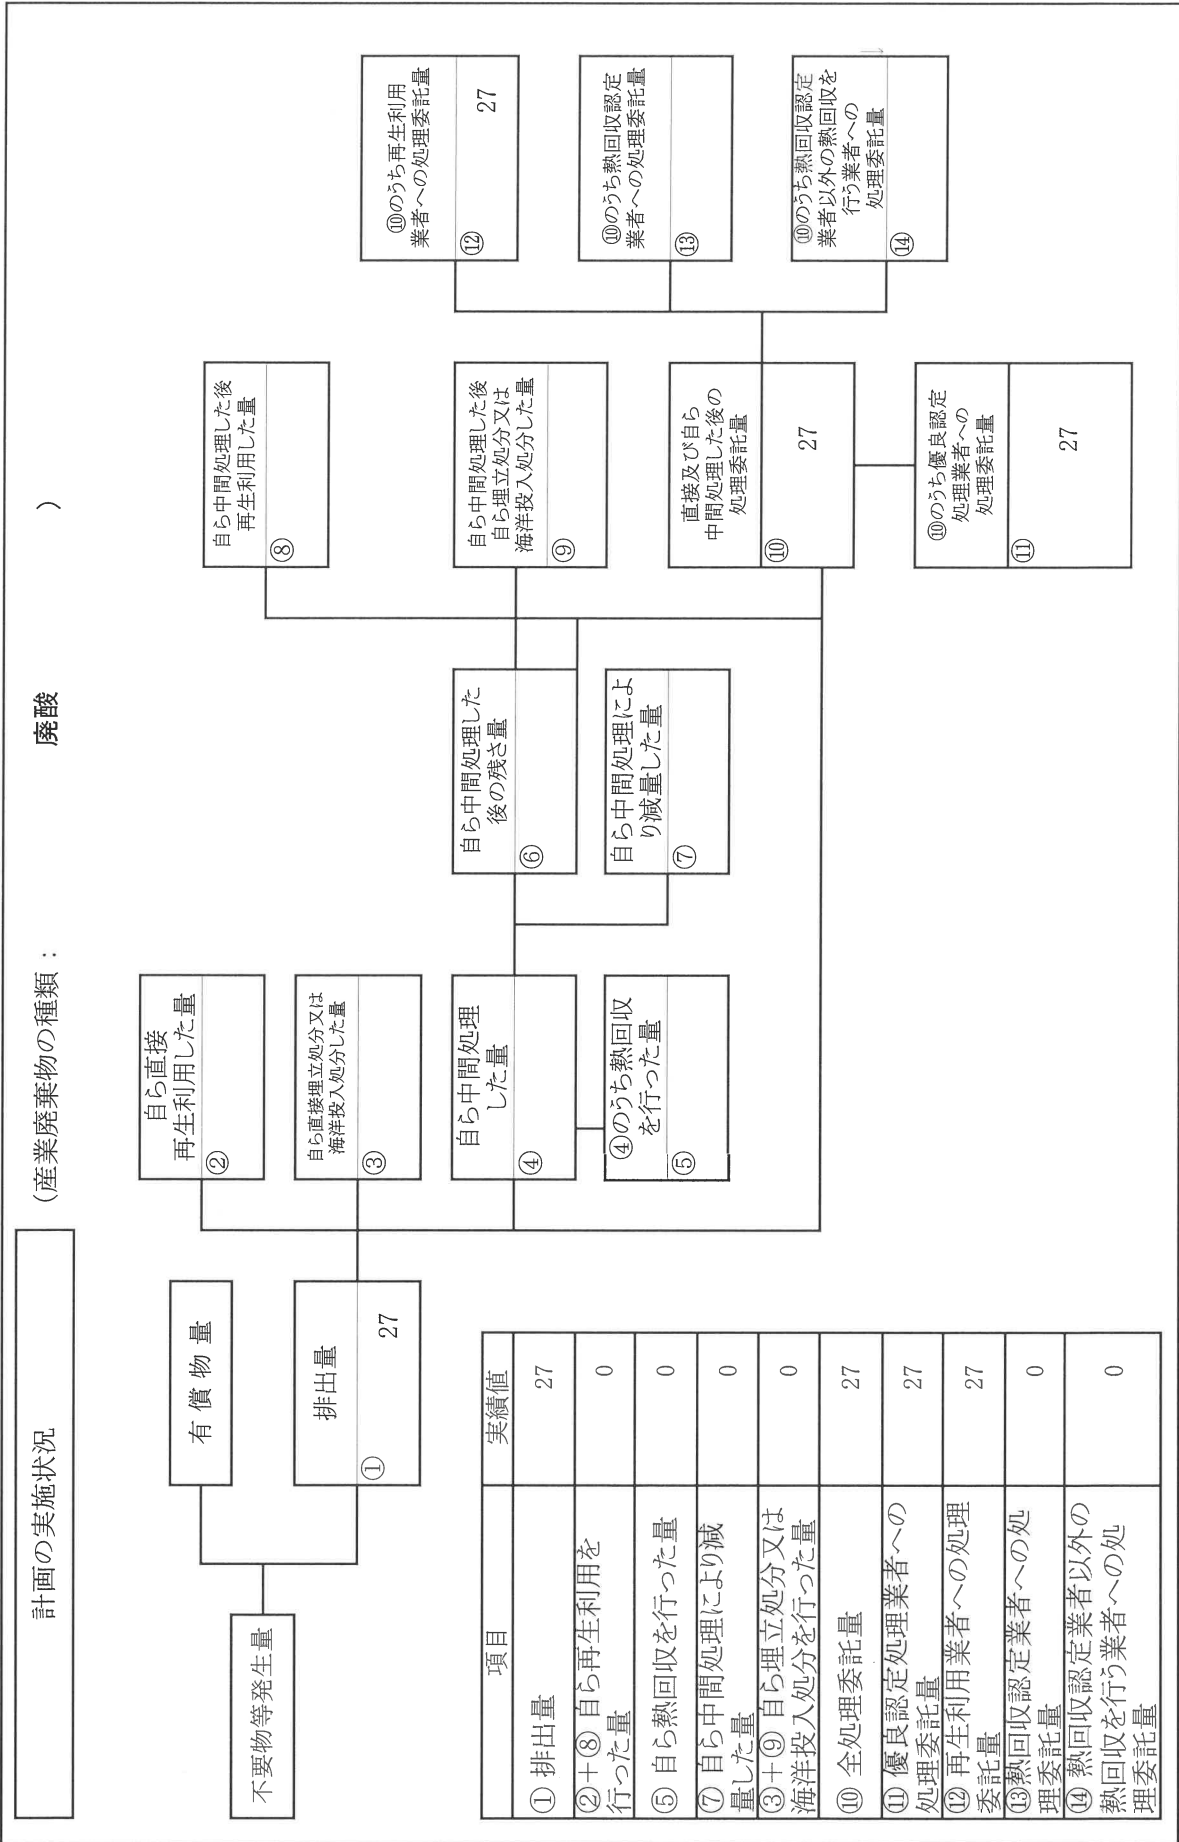 計画の実施状況
(産業廃棄物の種類： 廃酸 )
不要物等発生量
有 償 物 量
排出量
①
27
自ら直接
再生利用した量
②
自ら直接埋立処分又は
海洋投入処分した量
③
自ら中間処理
した量
④
④のうち熱回収
を行った量
⑤
自ら中間処理した
後の残さ量
⑥
自ら中間処理によ
り減量した量
⑦
自ら中間処理した後
再生利用した量
⑧
自ら中間処理した後
自ら埋立処分又は
海洋投入処分した量
⑨
直接及び自ら
中間処理した後の
処理委託量
⑩
27
⑩のうち優良認定
処理業者への
処理委託量
⑪
27
⑩のうち再生利用
業者への処理委託量
⑫
27
⑩のうち熱回収認定
業者への処理委託量
⑬
⑩のうち熱回収認定
業者以外の熱回収を
行う業者への
処理委託量
⑭
項目 実績値
① 排出量 27
②＋⑧ 自ら再生利用を
行った量 0
⑤ 自ら熱回収を行った量 0
⑦ 自ら中間処理により減
量した量 0
③＋⑨ 自ら埋立処分又は
海洋投入処分を行った量 0
⑩ 全処理委託量 27
⑪ 優良認定処理業者への
処理委託量 27
⑫ 再生利用業者への処理
委託量 27
⑬熱回収認定業者への処
理委託量 0
⑭ 熱回収認定業者以外の
熱回収を行う業者への処
理委託量 0